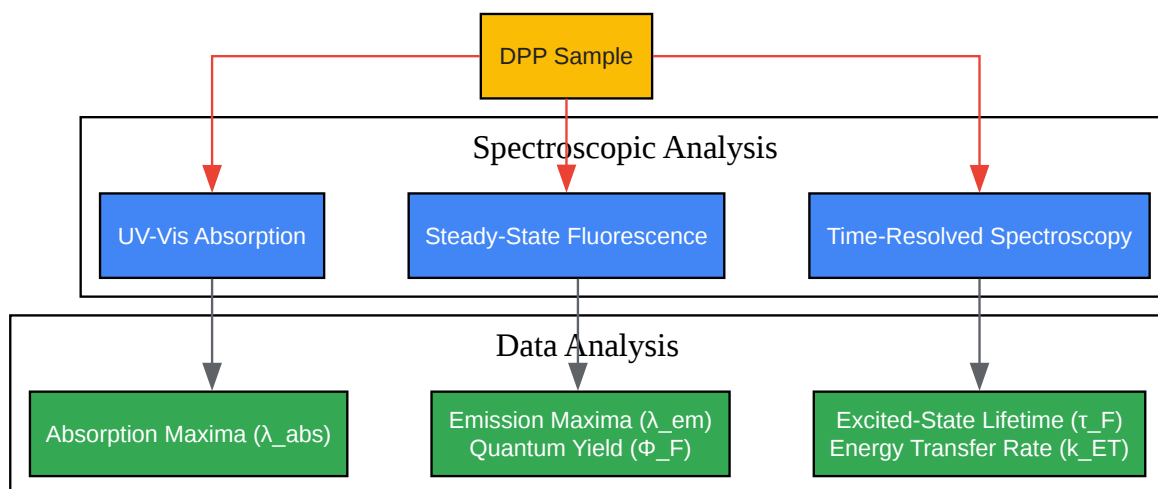 DPP Sample
Spectroscopic Analysis
UV-Vis Absorption
Steady-State Fluorescence
Time-Resolved Spectroscopy
Data Analysis
Absorption Maxima (λ_abs)
Emission Maxima (λ_em)
Quantum Yield (Φ_F)
Excited-State Lifetime (τ_F)
Energy Transfer Rate (k_ET)